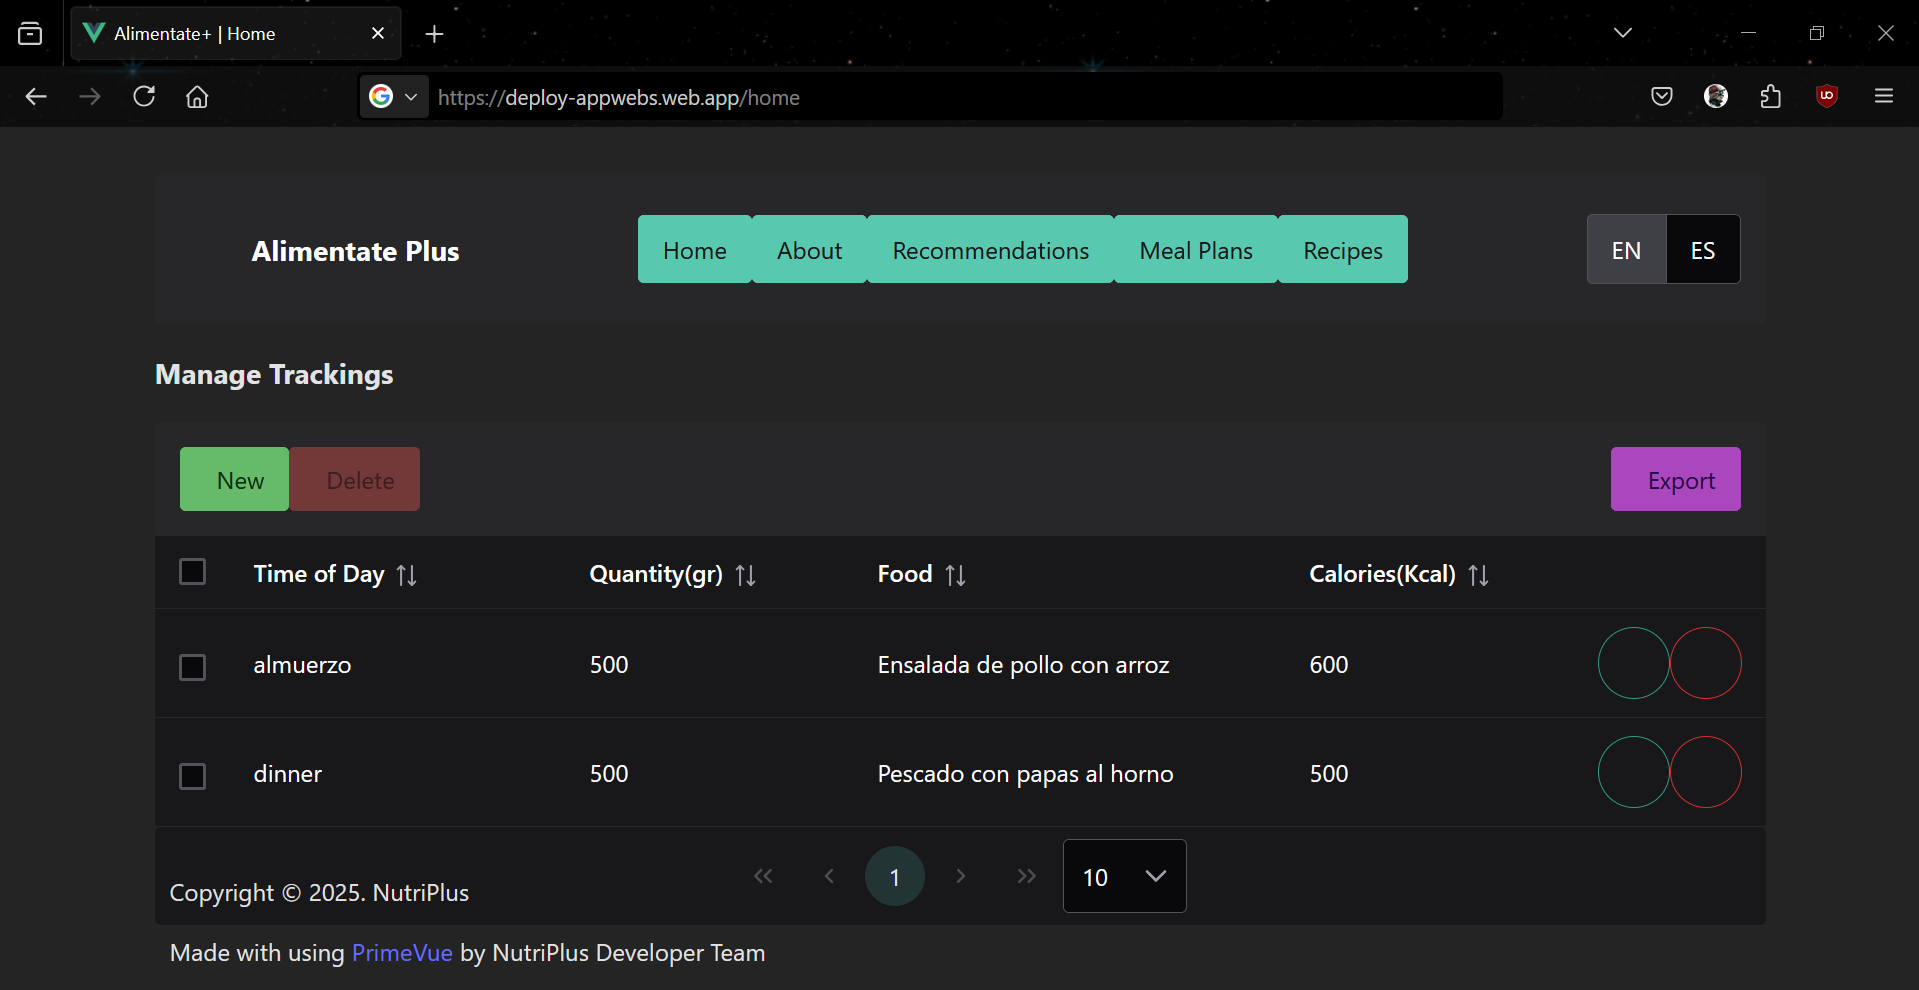 Alimentate+ | Home
https://deploy-appwebs.web.app/home
Alimentate Plus
Home About Recommendations Meal Plans Recipes
EN ES
Manage Trackings
New Delete
Export
Time of Day Quantity(gr) Food Calories(Kcal)
almuerzo 500 Ensalada de pollo con arroz 600
dinner 500 Pescado con papas al horno 500
1 10
Copyright © 2025. NutriPlus
Made with using PrimeVue by NutriPlus Developer Team